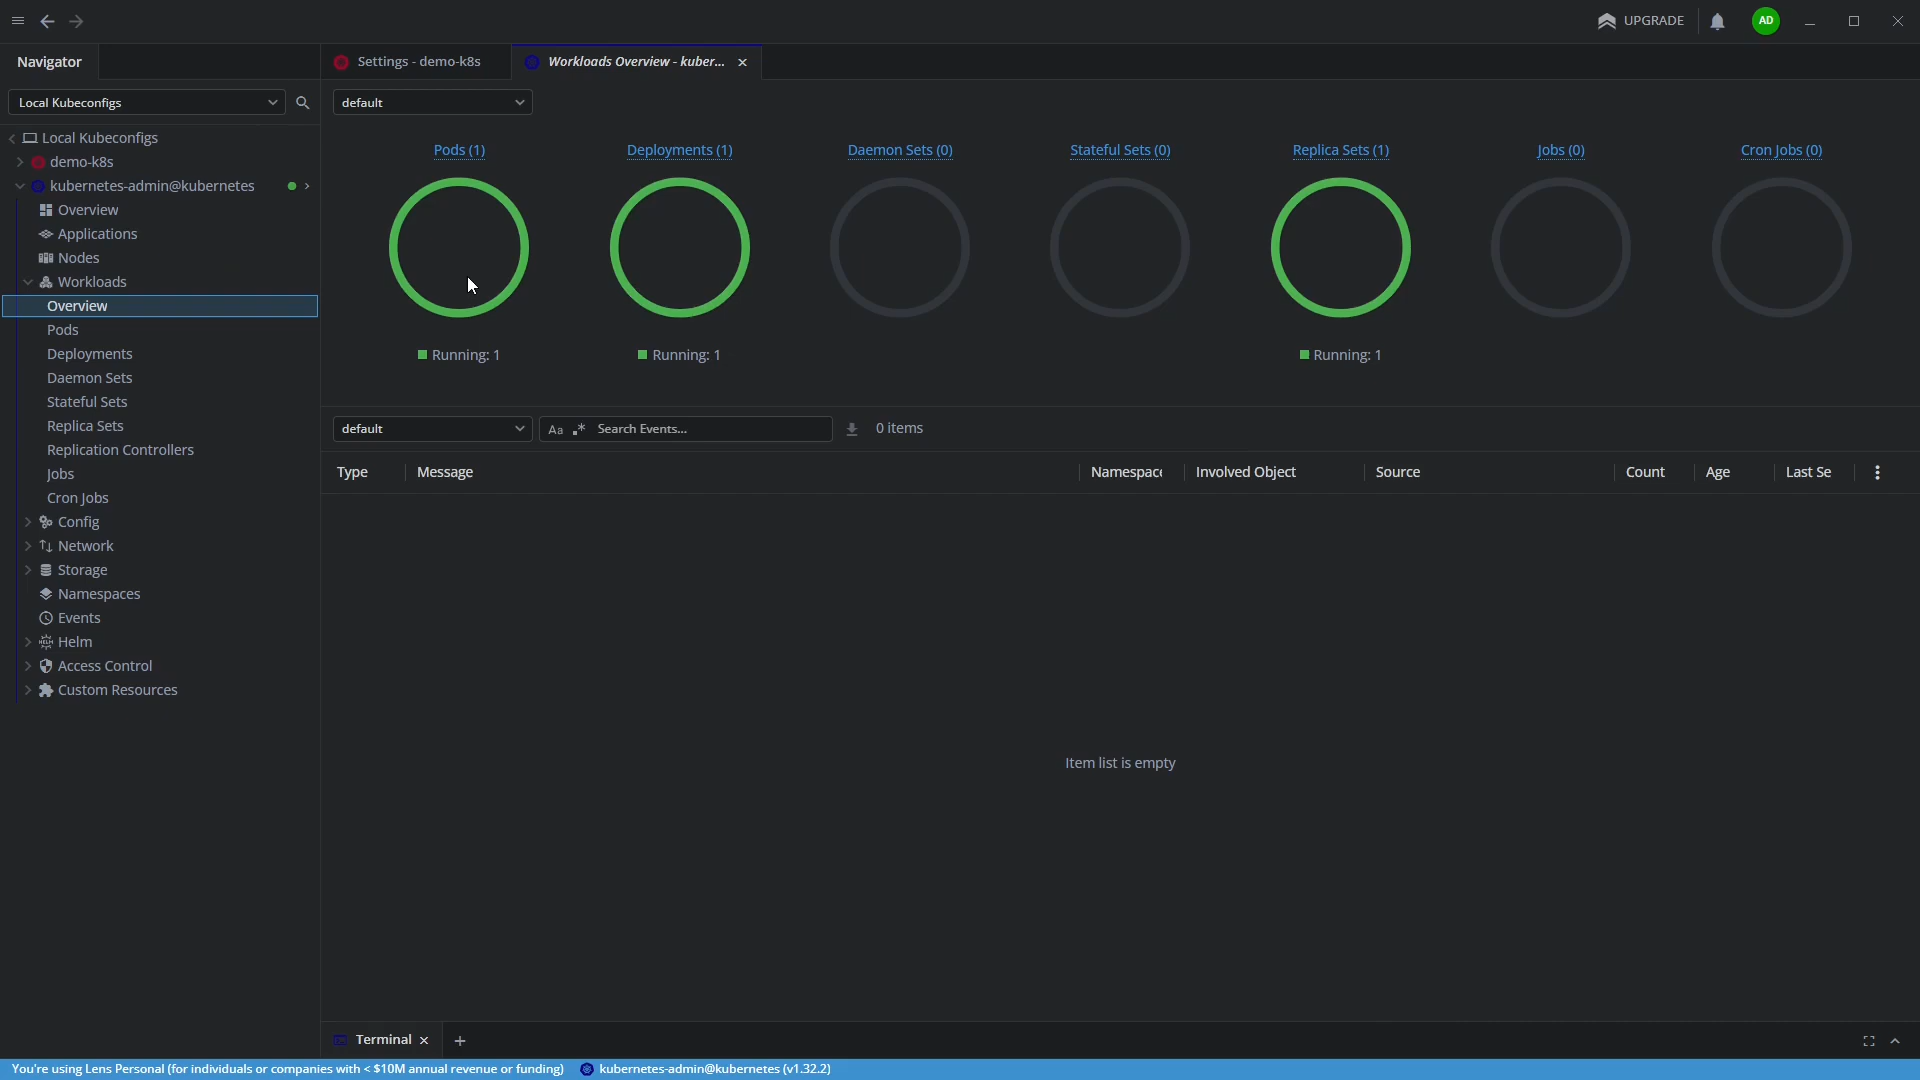 UPGRADE
AD
Navigator
Settings - demo-k8s
Workloads Overview - kuber...
Local Kubeconfigs
default
Local Kubeconfigs
demo-k8s
kubernetes-admin@kubernetes
Overview
Applications
Nodes
Workloads
Overview
Pods
Deployments
Daemon Sets
Stateful Sets
Replica Sets
Replication Controllers
Jobs
Cron Jobs
Config
Network
Storage
Namespaces
Events
Helm
Access Control
Custom Resources
Pods (1)
Deployments (1)
Daemon Sets (0)
Stateful Sets (0)
Replica Sets (1)
Jobs (0)
Cron Jobs (0)
Running: 1
Running: 1
Running: 1
default
Aa .* Search Events...
0 items
Type
Message
Namespac
Involved Object
Source
Count
Age
Last Se
Item list is empty
Terminal
You're using Lens Personal (for individuals or companies with < $10M annual revenue or funding)
kubernetes-admin@kubernetes (v1.32.2)